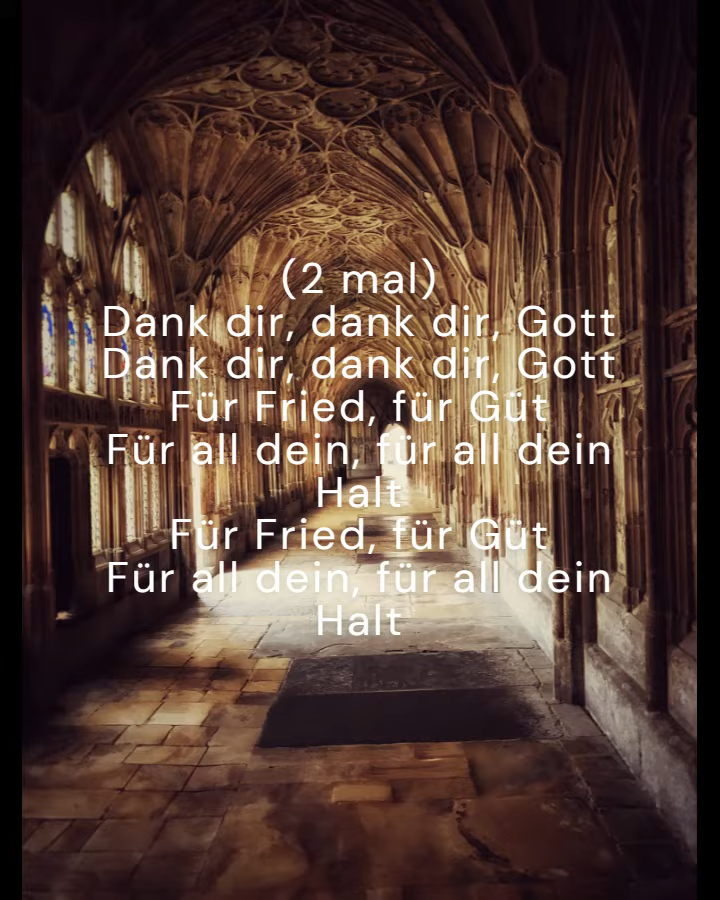 (2 mal)
Dank dir, dank dir, Gott
Dank dir, dank dir, Gott
Für Fried, für Güt
Für all dein, für all dein
Halt
Für Fried, für Güt
Für all dein, für all dein
Halt